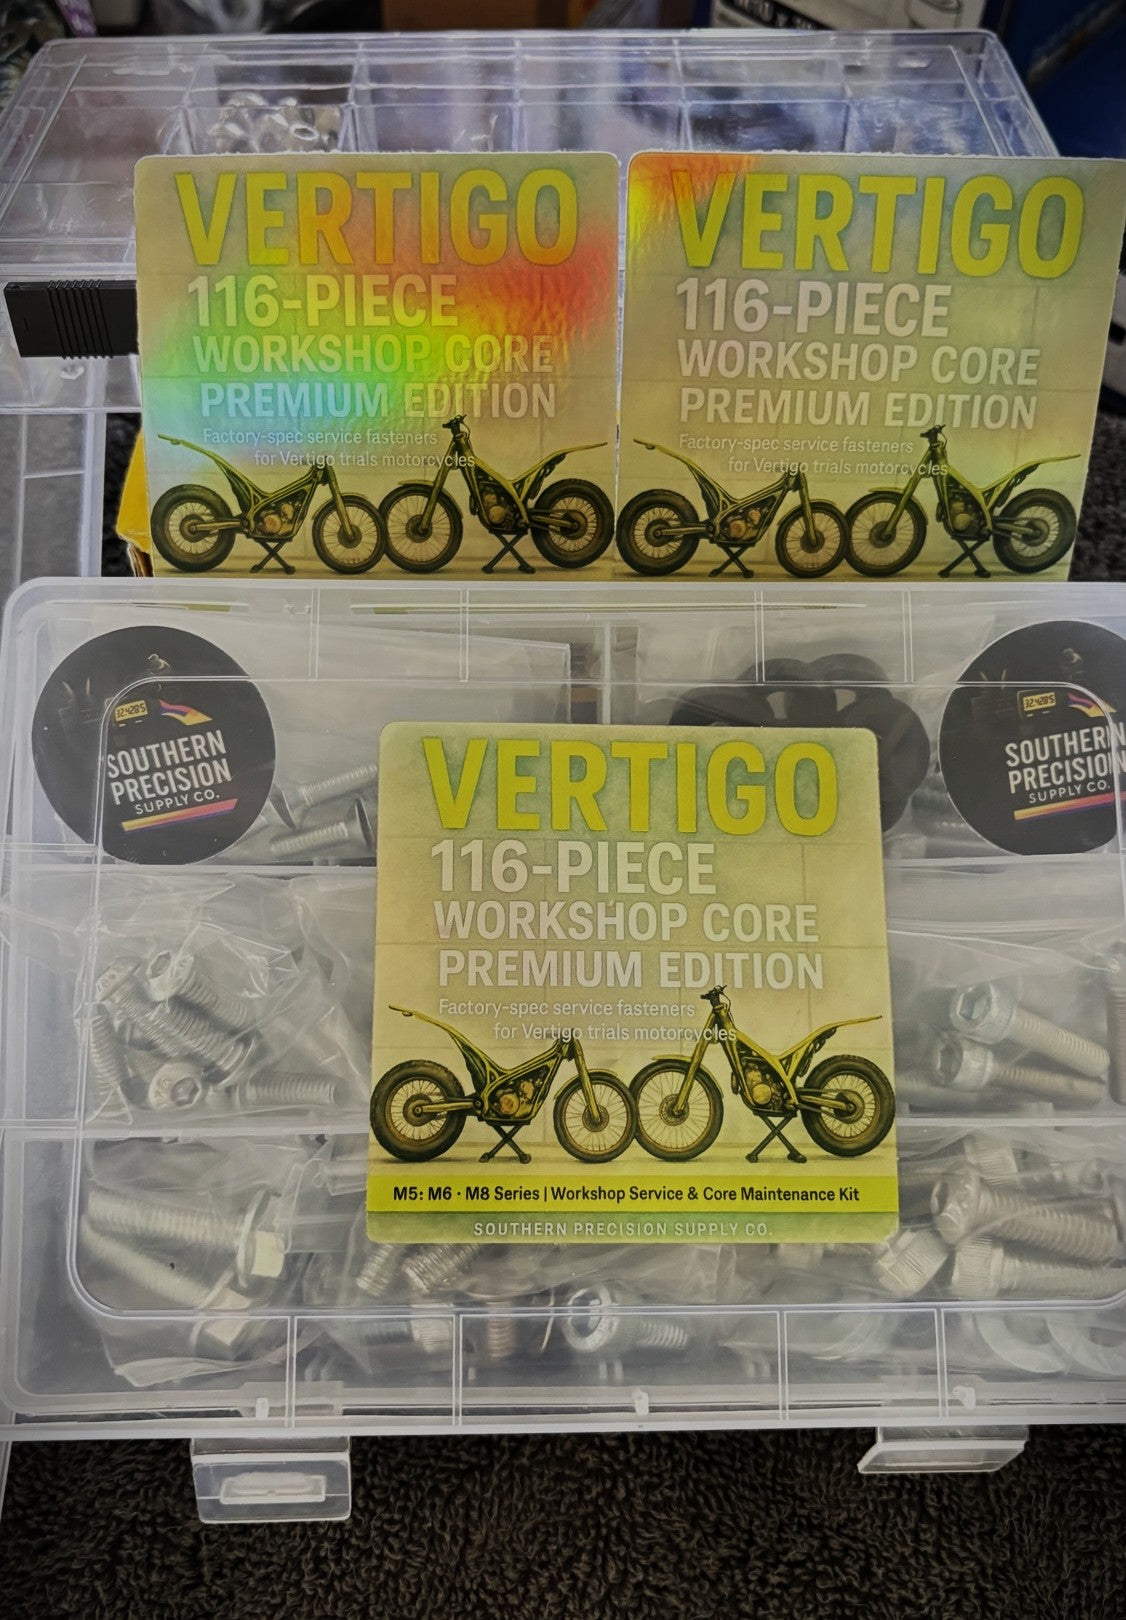 VERTIGO
116-PIECE
WORKSHOP CORE
PREMIUM EDITION
Factory-spec service fasteners
for Vertigo trials motorcycles
VERTIGO
116-PIECE
WORKSHOP CORE
PREMIUM EDITION
Factory-spec service fasteners
for Vertigo trials motorcycles
SOUTHERN
PRECISION
SUPPLY CO.
SOUTHERN
PRECISION
SUPPLY CO.
VERTIGO
116-PIECE
WORKSHOP CORE
PREMIUM EDITION
Factory-spec service fasteners
for Vertigo trials motorcycles
M5: M6 · M8 Series | Workshop Service & Core Maintenance Kit
SOUTHERN PRECISION SUPPLY CO.